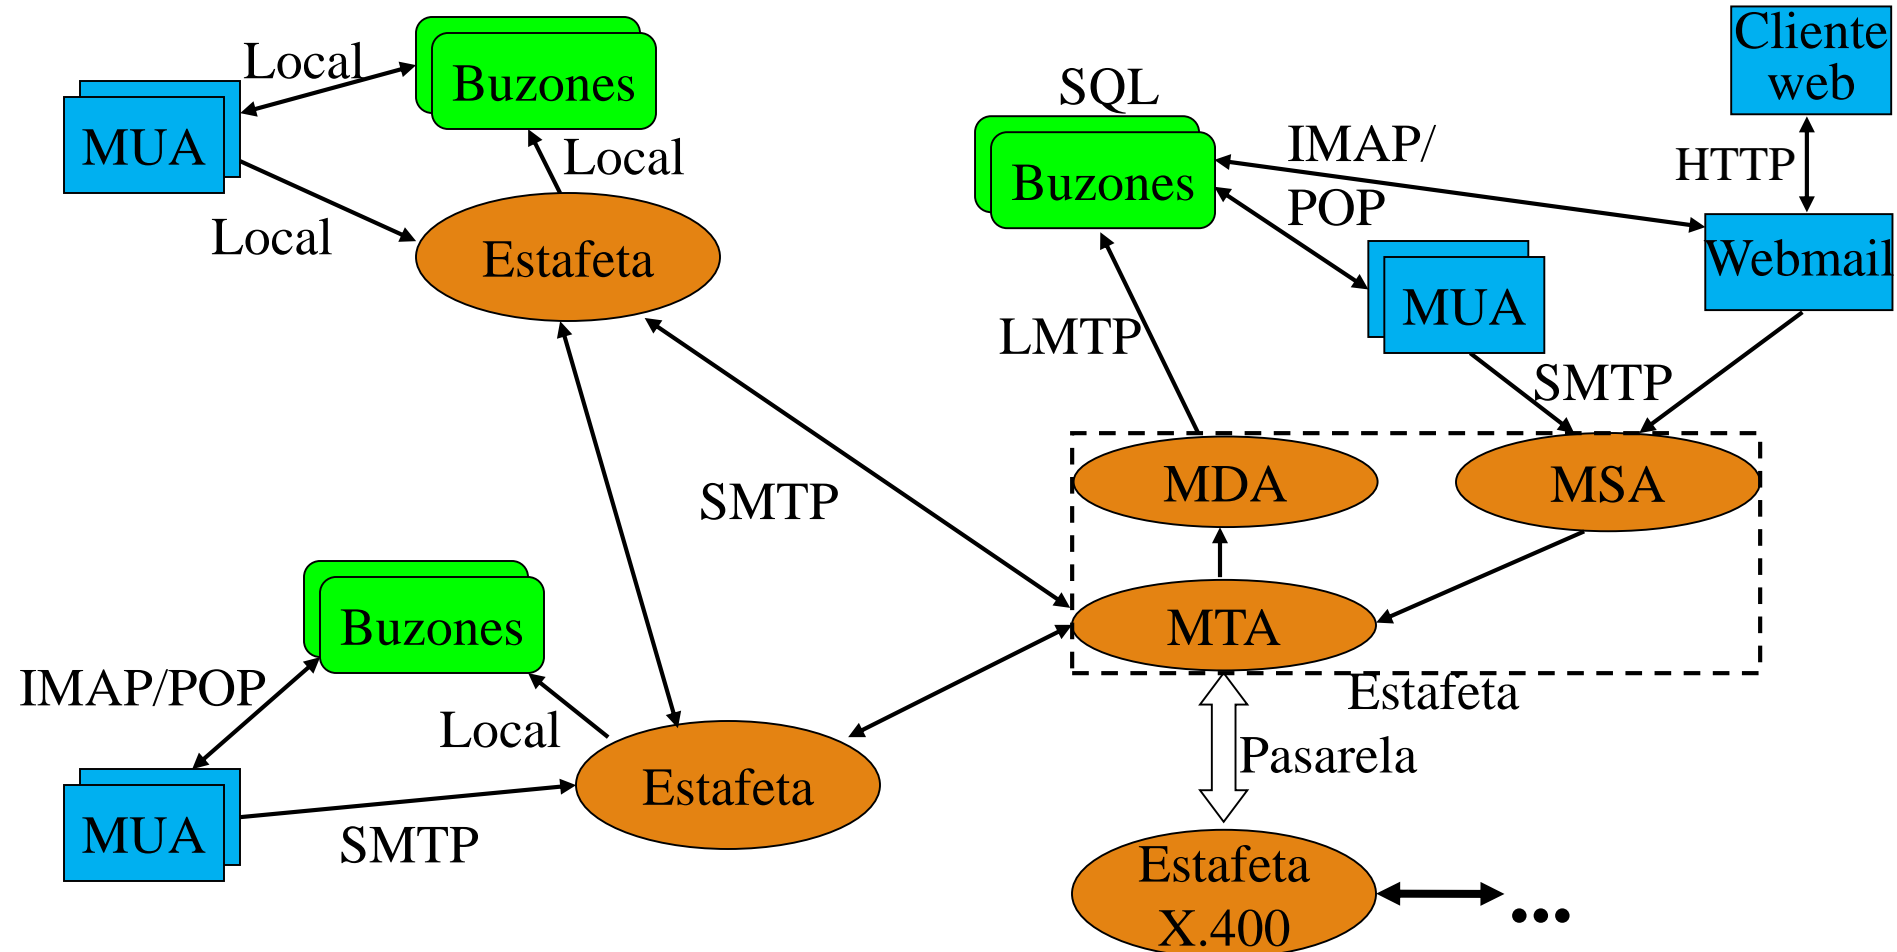 Cliente
web
Local
Buzones
SQL
MUA
Local
IMAP/
HTTP
Buzones
POP
Local
Estafeta
Webmail
MUA
LMTP
SMTP
MDA
MSA
SMTP
Buzones
MTA
IMAP/POP
Estafeta
Local
Pasarela
Estafeta
MUA
SMTP
Estafeta
X.400
...